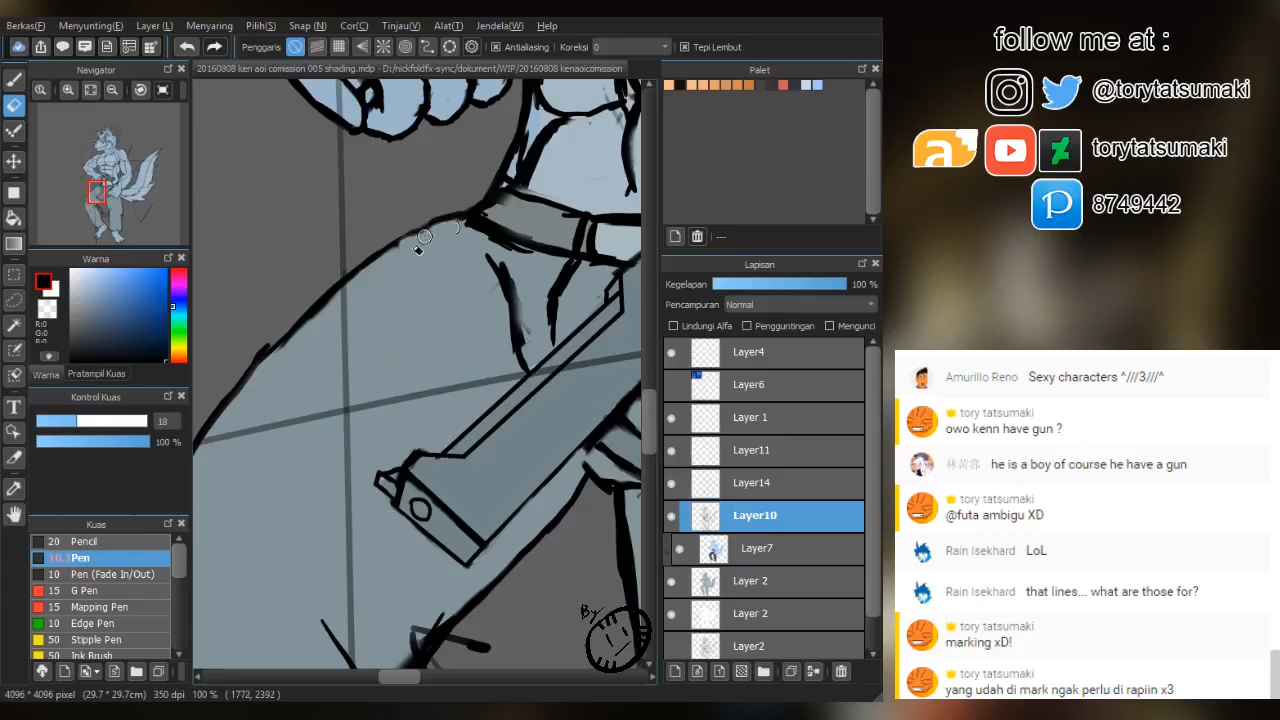 Berkas(F) Menyunting(E) Layer (L) Menyaring Pilih(S) Snap (N) Cor(C) Tinjau(V) Alat(T) Jendela(W) Help
Penggaris Antialiasing Koreksi 0 Tepi Lembut
Navigator
20160808 ken aoi comission 005 shading.mdp - D:/nickfoldfx-sync/dokument/WIP/20160808 kenaoicomission
Palet
---
Warna
R:0
G:0
Warna Pratampil Kuas
Kontrol Kuas
18
100 %
Kuas
20 Pencil
10.1 Pen
10 Pen (Fade In/Out)
15 G Pen
15 Mapping Pen
10 Edge Pen
50 Stipple Pen
50 Ink Brush
Lapisan
Kegelapan 100 %
Pencampuran Normal
Lindungi Alfa Pengguntingan Mengunci
Layer4
Layer6
Layer 1
Layer11
Layer14
Layer10
Layer7
Layer 2
Layer 2
Layer2
By
4096 * 4096 pixel (29.7 * 29.7cm) 350 dpi 100 % ( 1772, 2392 )
follow me at :
@torytatsumaki
torytatsumaki
8749442
Amurillo Reno Sexy characters ^///3///^
tory tatsumaki
owo kenn have gun ?
he is a boy of course he have a gun
tory tatsumaki
@futa ambigu XD
Rain Isekhard LoL
Rain Isekhard that lines... what are those for?
tory tatsumaki
marking xD!
tory tatsumaki
yang udah di mark ngak perlu di rapiin x3